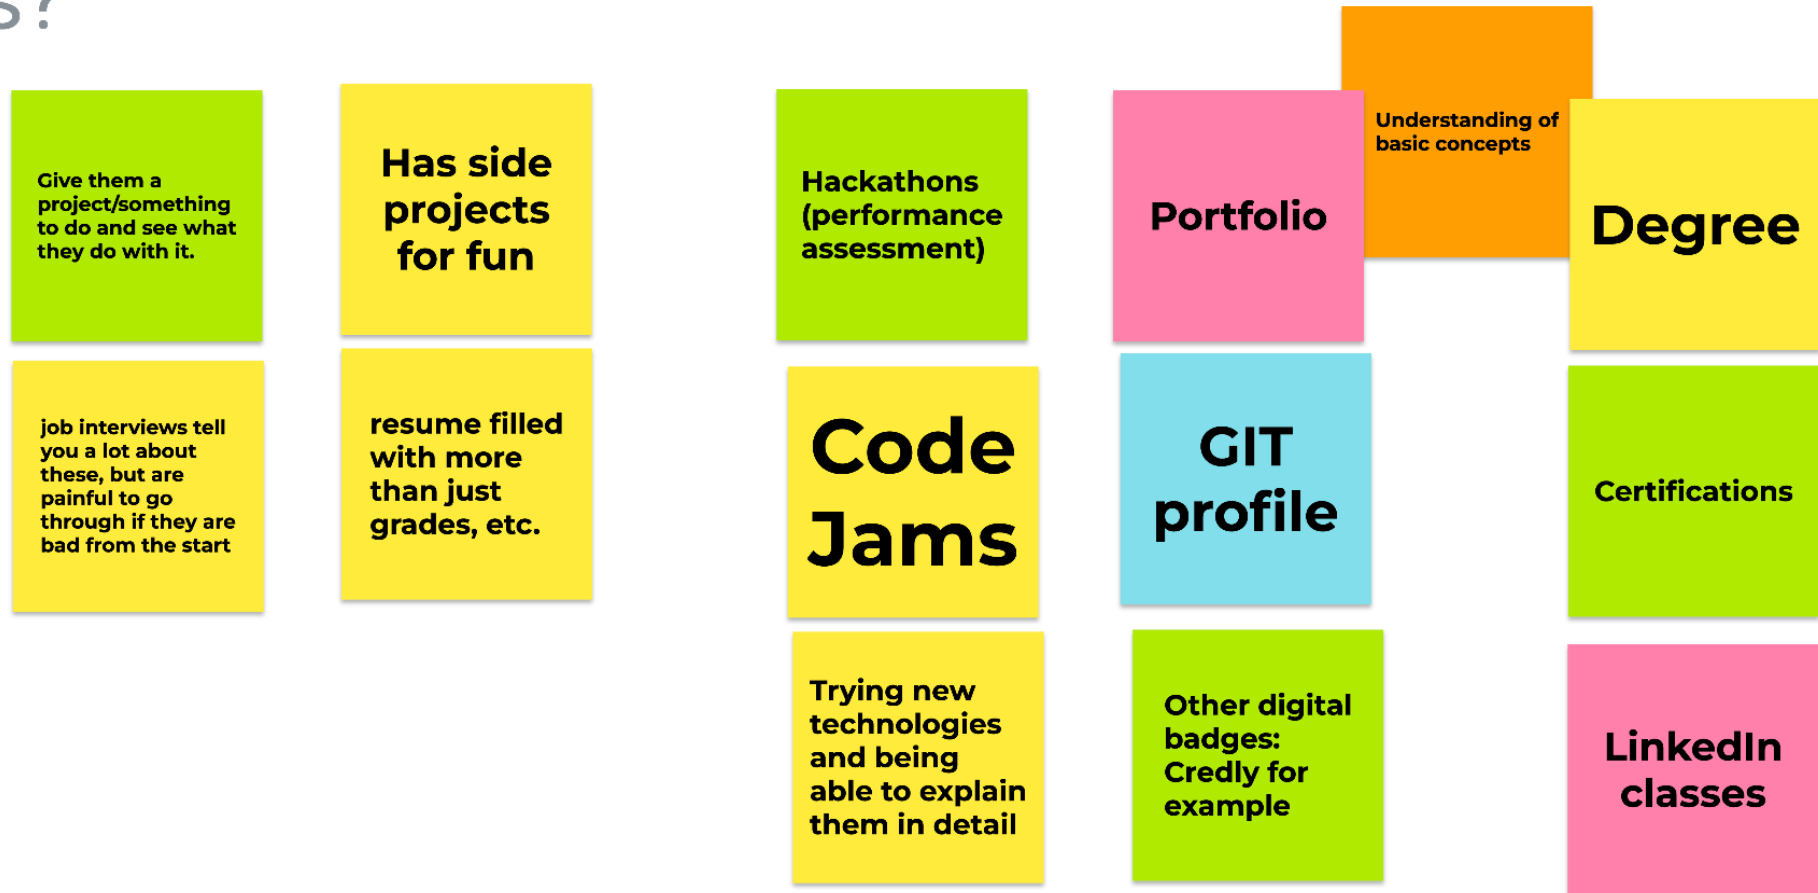 s?
Give them a
project/something
to do and see what
they do with it.
Has side
projects
for fun
Hackathons
(performance
assessment)
Portfolio
Understanding of
basic concepts
Degree
job interviews tell
you a lot about
these, but are
painful to go
through if they are
bad from the start
resume filled
with more
than just
grades, etc.
Code
Jams
GIT
profile
Certifications
Trying new
technologies
and being
able to explain
them in detail
Other digital
badges:
Credly for
example
LinkedIn
classes